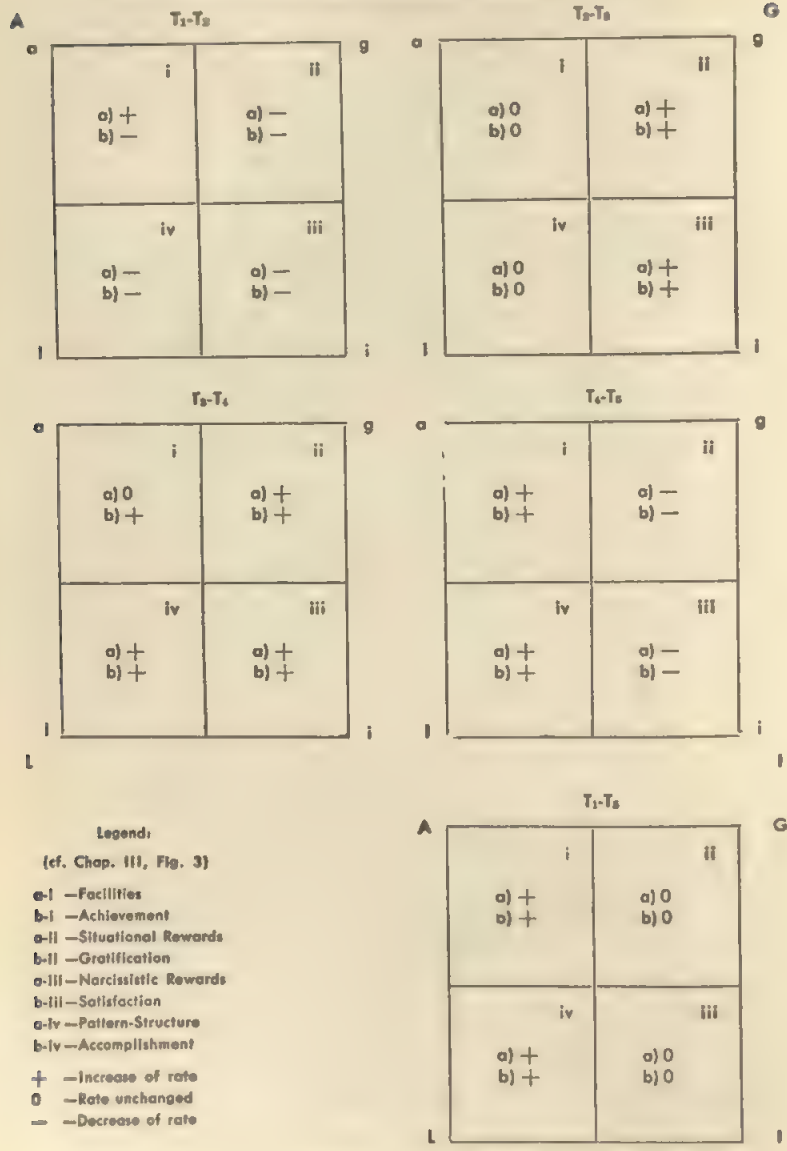 A T₁-T₂ T₂-T₃ G
a g a g
i ii i ii
a) + a) − a) 0 a) +
b) − b) − b) 0 b) +
iv iii iv iii
a) − a) − a) 0 a) +
b) − b) − b) 0 b) +
l i l i
T₃-T₄ T₄-T₅
a g a g
i ii i ii
a) 0 a) + a) + a) −
b) + b) + b) + b) −
iv iii iv iii
a) + a) + a) + a) −
b) + b) + b) + b) −
l i l i
L I
T₁-T₅
A G
i ii
a) + a) 0
b) + b) 0
iv iii
a) + a) 0
b) + b) 0
L I
Legend:
(cf. Chap. III, Fig. 3)
a-i —Facilities
b-i —Achievement
a-ii —Situational Rewards
b-ii —Gratification
a-iii —Narcissistic Rewards
b-iii —Satisfaction
a-iv —Pattern-Structure
b-iv —Accomplishment
+ —Increase of rate
0 —Rate unchanged
− —Decrease of rate